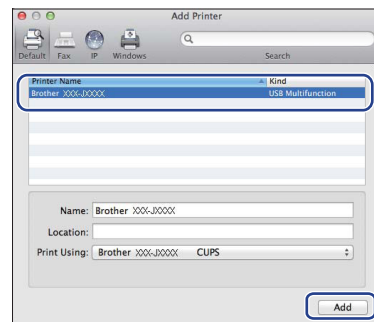 Add Printer
Default Fax IP Windows Search
Printer Name Kind
Brother XXX-JXXXX USB Multifunction
Name: Brother XXX-JXXXX
Location:
Print Using: Brother XXX-JXXXX CUPS
Add